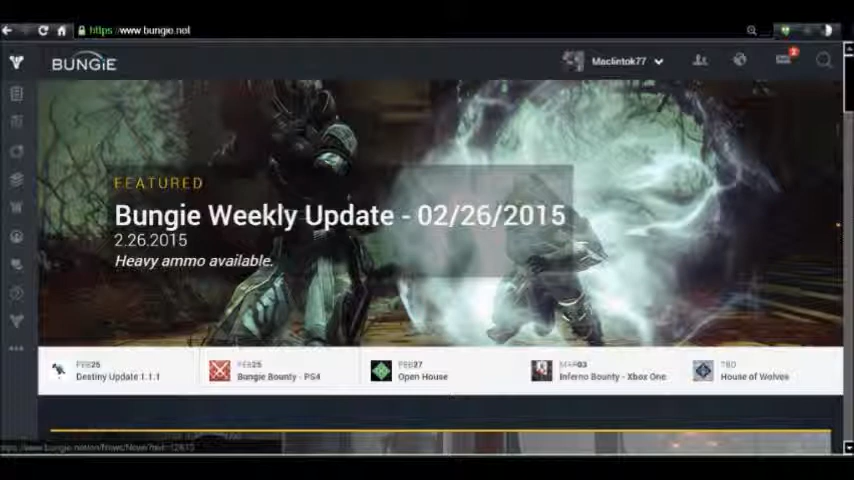 https://www.bungie.net
BUNGiE
Maclintok77
2
FEATURED
Bungie Weekly Update - 02/26/2015
2.26.2015
Heavy ammo available.
FEB25
Destiny Update 1.1.1
FEB25
Bungie Bounty - PS4
FEB27
Open House
MAR03
Inferno Bounty - Xbox One
TBD
House of Wolves